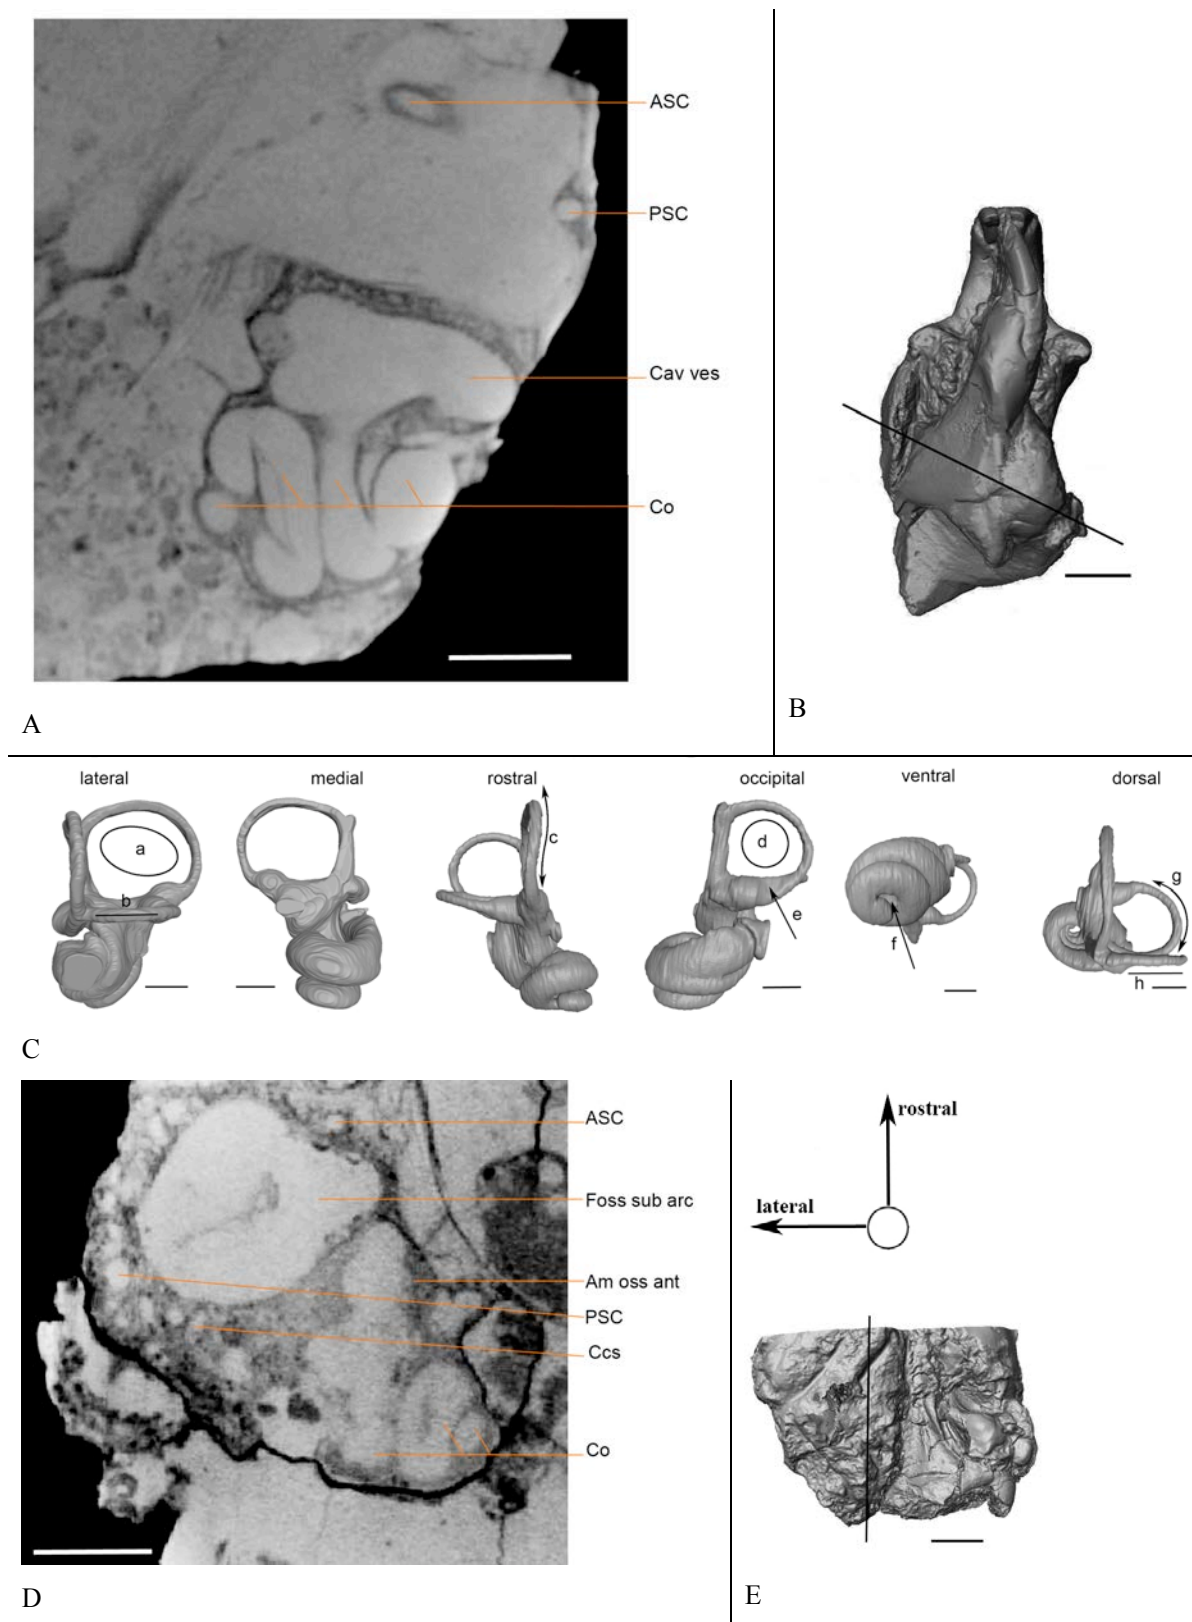 ASC
PSC
Cav ves
Co
A
B
lateral
medial
rostral
occipital
ventral
dorsal
a
b
c
d
e
f
g
h
C
ASC
Foss sub arc
Am oss ant
PSC
Ccs
Co
D
rostral
lateral
E